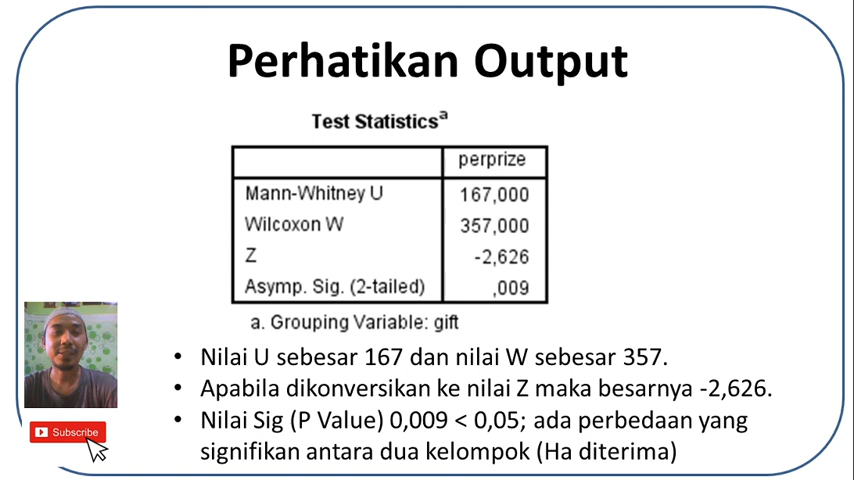 Perhatikan Output
Test Statisticsª
perprize
Mann-Whitney U 167,000
Wilcoxon W 357,000
Z -2,626
Asymp. Sig. (2-tailed) ,009
a. Grouping Variable: gift
• Nilai U sebesar 167 dan nilai W sebesar 357.
• Apabila dikonversikan ke nilai Z maka besarnya -2,626.
• Nilai Sig (P Value) 0,009 < 0,05; ada perbedaan yang
signifikan antara dua kelompok (Ha diterima)
Subscribe